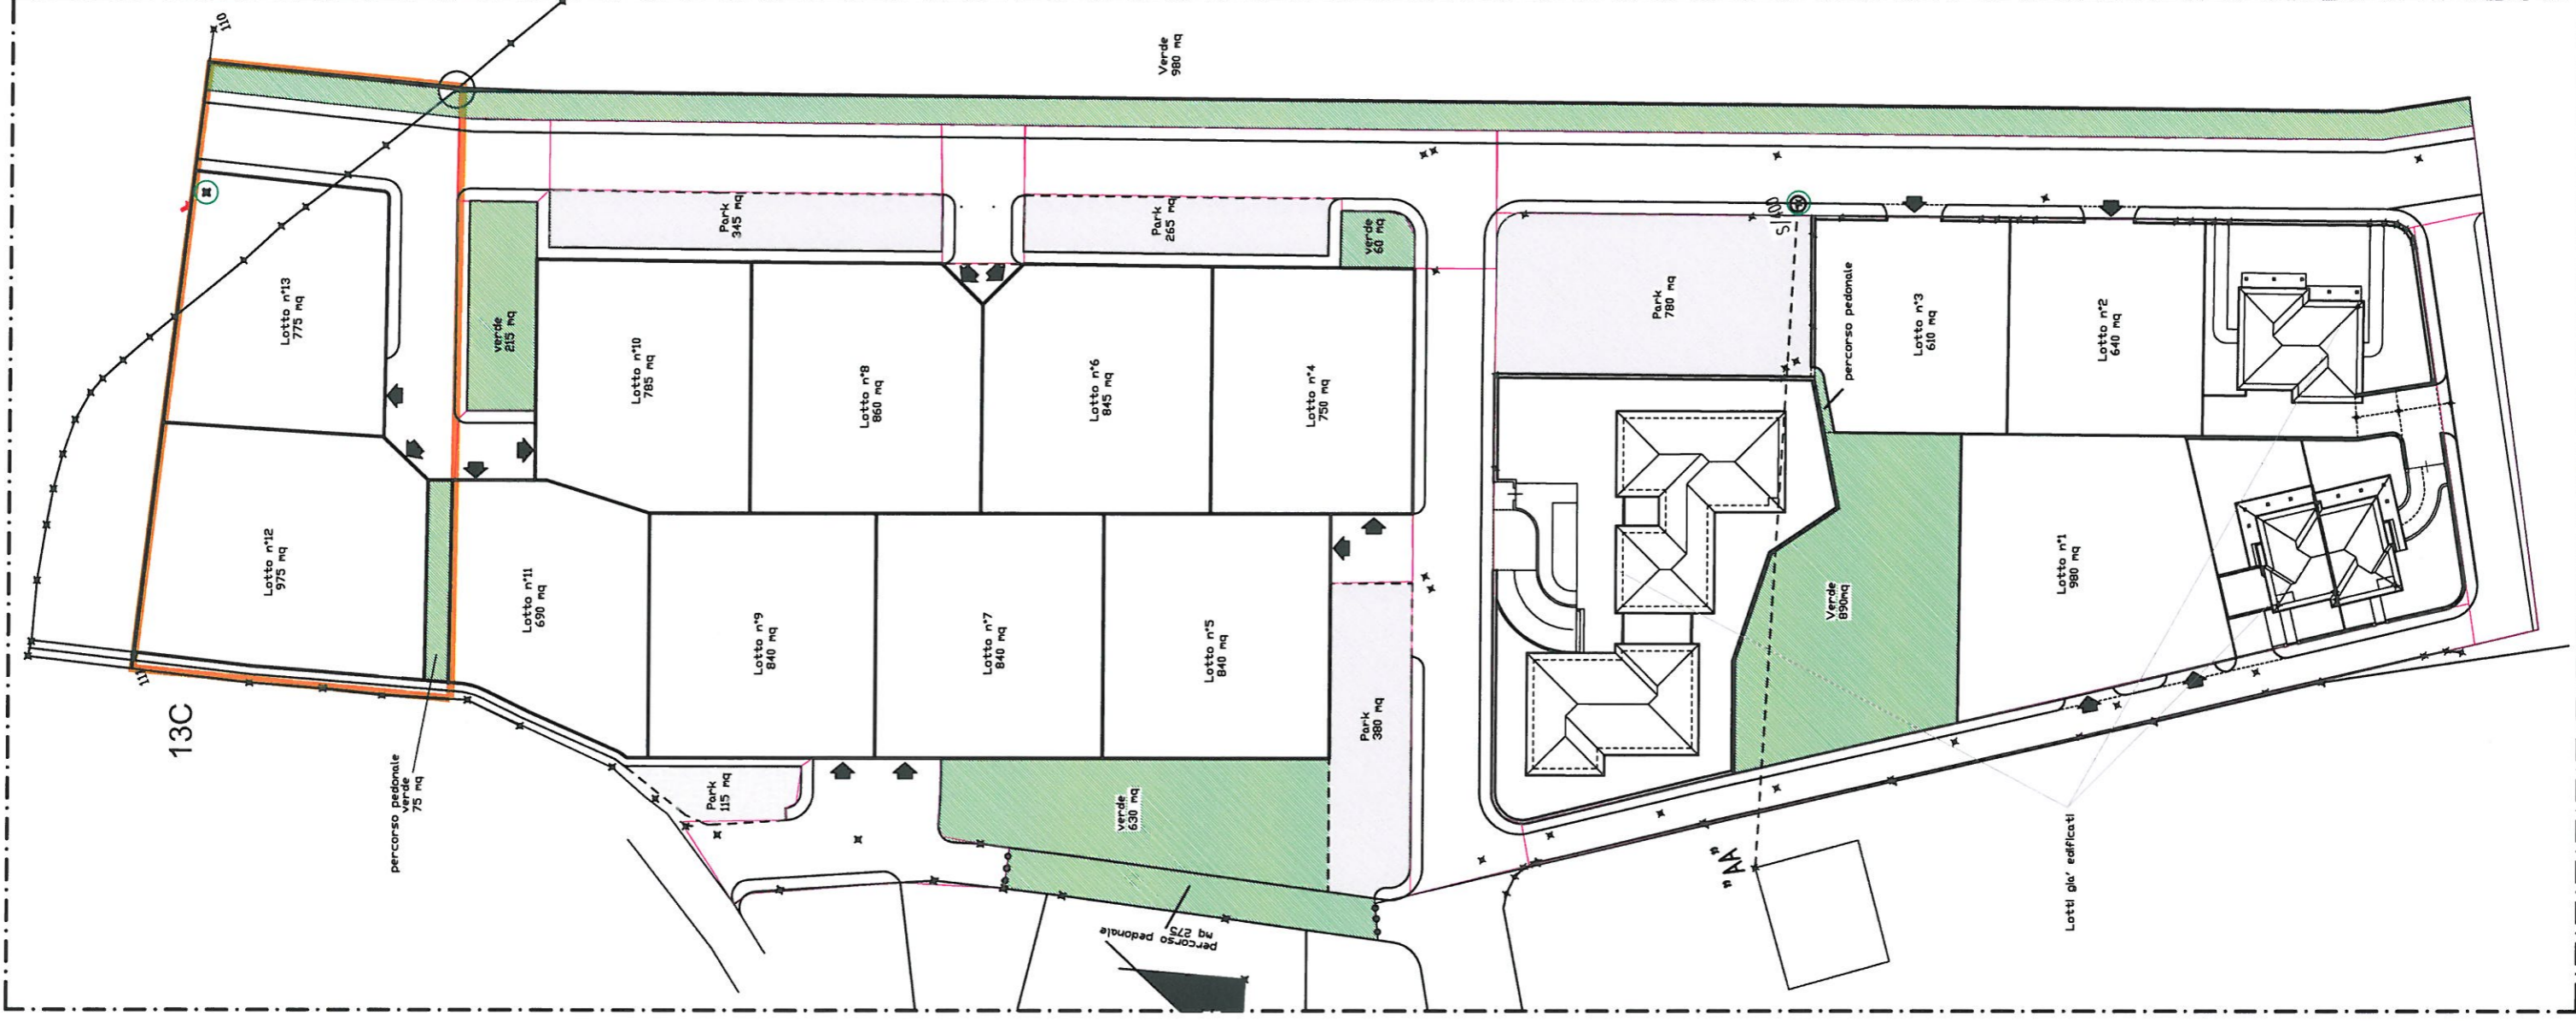 110
Verde
980 mq
Lotto n°13
775 mq
verde
215 mq
Park
345 mq
Park
265 mq
verde
60 mq
S1400
Park
780 mq
percorso pedonale
Lotto n°3
610 mq
Lotto n°2
640 mq
Lotto n°10
785 mq
Lotto n°8
860 mq
Lotto n°6
845 mq
Lotto n°4
750 mq
Lotto n°12
975 mq
Lotto n°11
690 mq
Lotto n°9
840 mq
Lotto n°7
840 mq
Lotto n°5
840 mq
Verde
890mq
Lotto n°1
980 mq
13C
percorso pedonale
verde
75 mq
Park
115 mq
verde
630 mq
Park
380 mq
percorso pedonale
mq 275
"AA"
Lotti gia' edificati